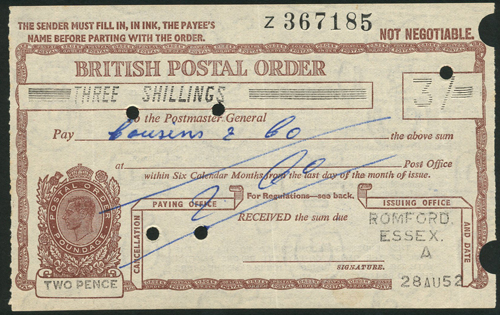 THE SENDER MUST FILL IN, IN INK, THE PAYEE'S
NAME BEFORE PARTING WITH THE ORDER.
Z 367185
NOT NEGOTIABLE.
BRITISH POSTAL ORDER
THREE SHILLINGS
3/-
To the Postmaster General
Pay Cousens & Co the above sum
at Post Office
within Six Calendar Months from the last day of the month of issue.
For Regulations—see back.
PAYING OFFICE
ISSUING OFFICE
RECEIVED the sum due
CANCELLATION
AND DATE
ROMFORD.
ESSEX.
A
28 AU 52
SIGNATURE.
POSTAL ORDER
POUNDAGE
TWO PENCE